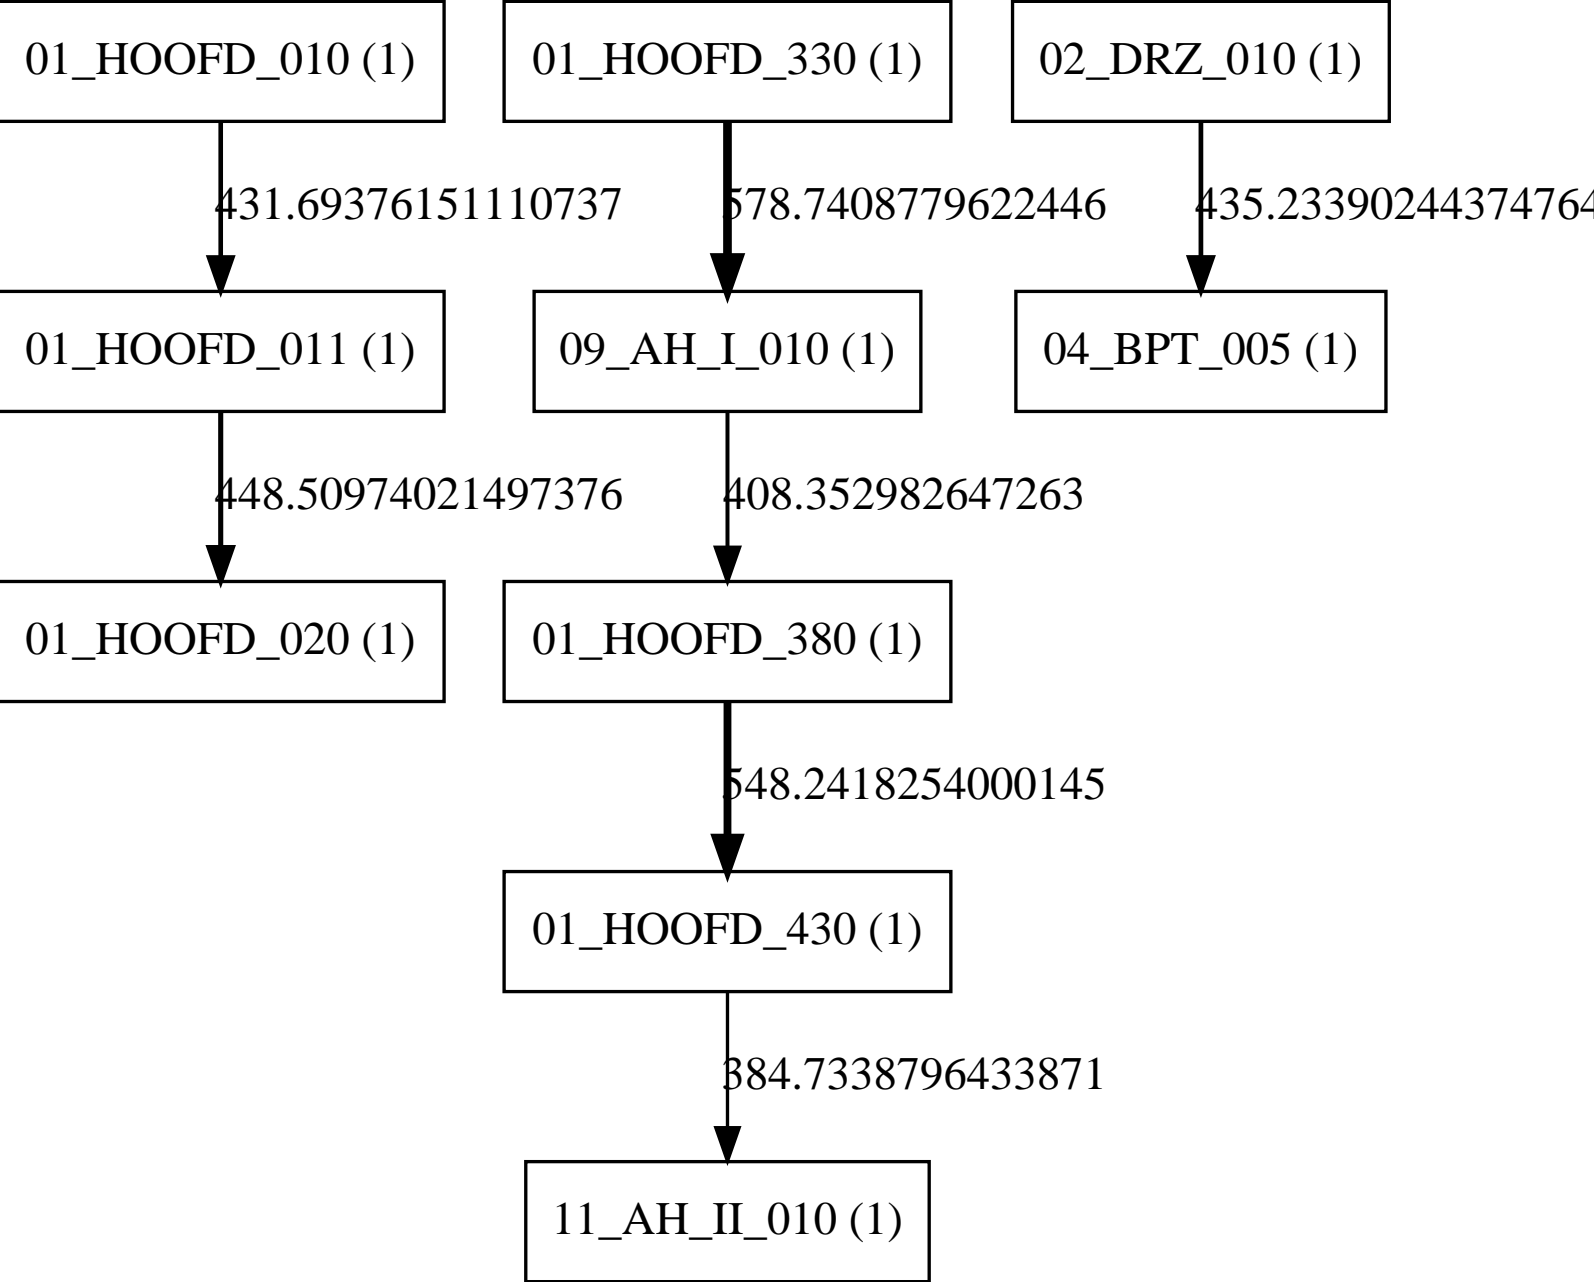 01_HOOFD_010 (1)
01_HOOFD_330 (1)
02_DRZ_010 (1)
431.69376151110737
578.7408779622446
435.23390244374764
01_HOOFD_011 (1)
09_AH_I_010 (1)
04_BPT_005 (1)
448.50974021497376
408.352982647263
01_HOOFD_020 (1)
01_HOOFD_380 (1)
548.2418254000145
01_HOOFD_430 (1)
384.7338796433871
11_AH_II_010 (1)